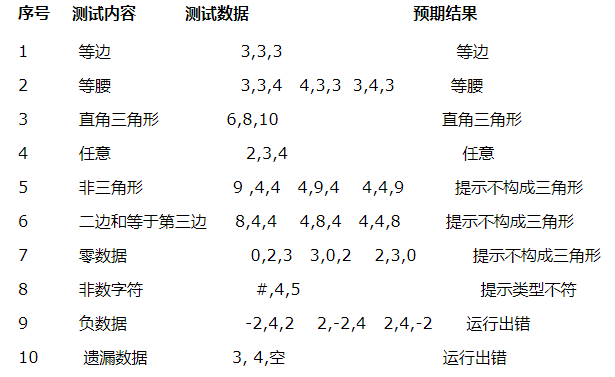 序号 测试内容 测试数据 预期结果
1 等边 3,3,3 等边
2 等腰 3,3,4 4,3,3 3,4,3 等腰
3 直角三角形 6,8,10 直角三角形
4 任意 2,3,4 任意
5 非三角形 9 ,4,4 4,9,4 4,4,9 提示不构成三角形
6 二边和等于第三边 8,4,4 4,8,4 4,4,8 提示不构成三角形
7 零数据 0,2,3 3,0,2 2,3,0 提示不构成三角形
8 非数字符 #,4,5 提示类型不符
9 负数据 -2,4,2 2,-2,4 2,4,-2 运行出错
10 遗漏数据 3, 4,空 运行出错